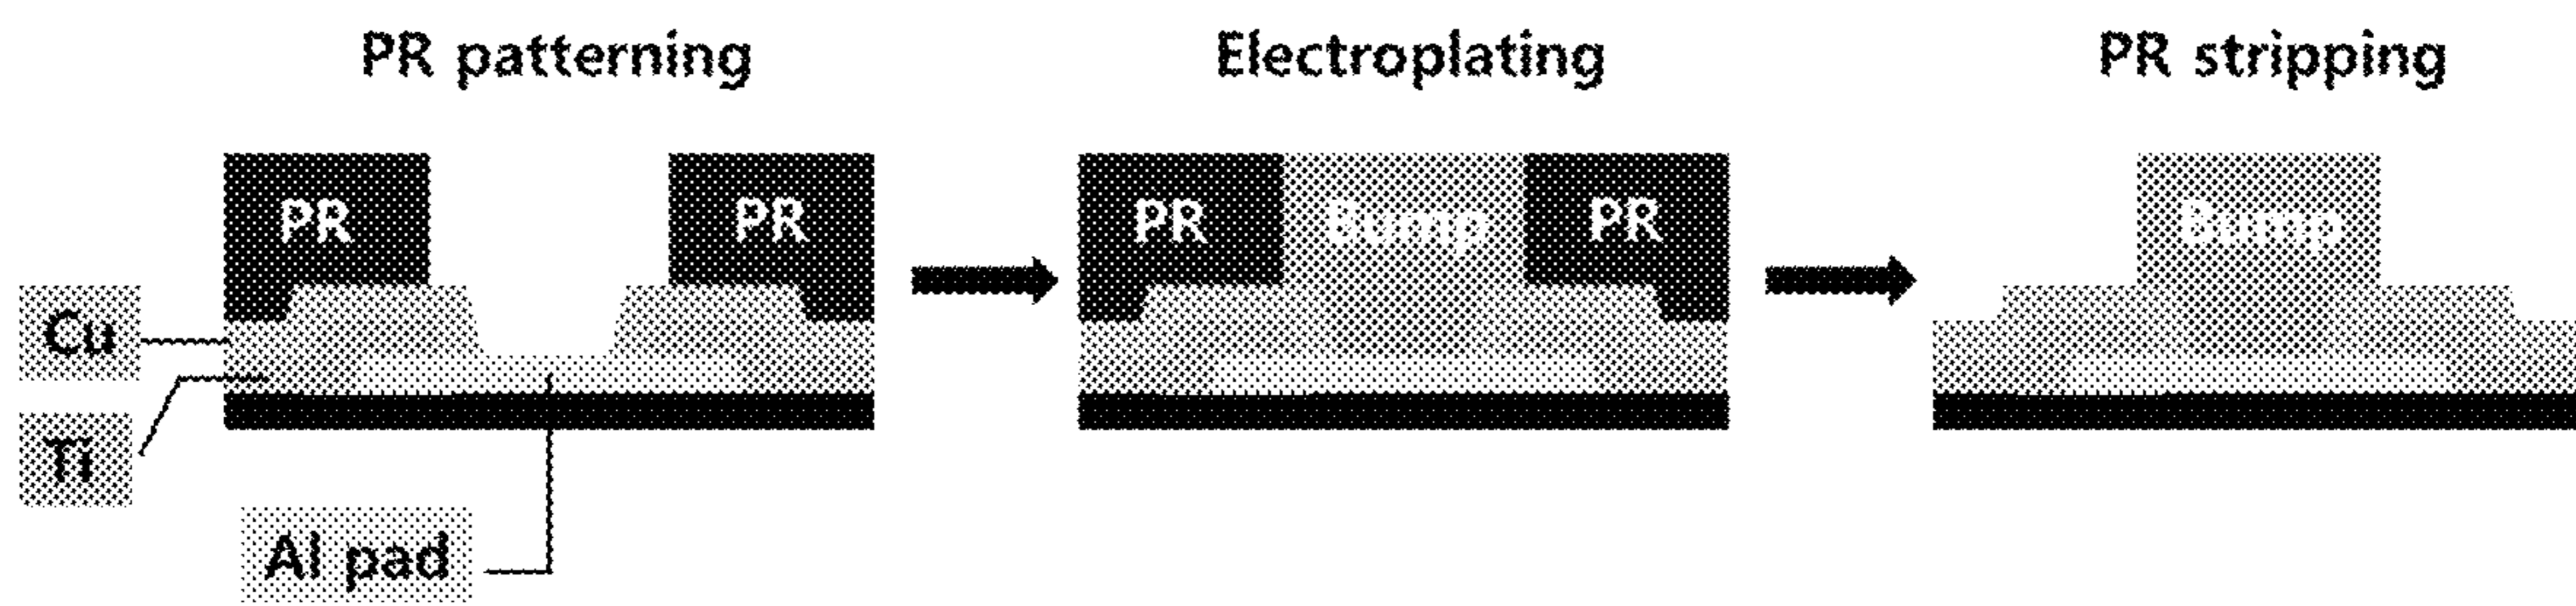 PR patterning
Electroplating
PR stripping
PR
PR
PR
Bump
PR
Bump
Cu
Ti
Al pad